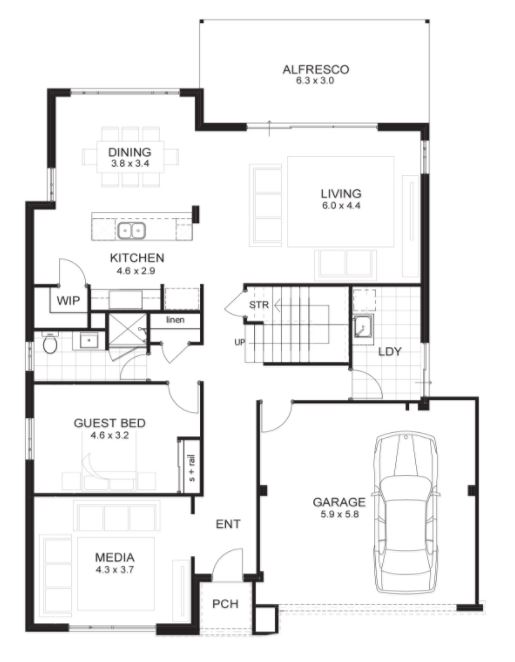 MEDIA
4.3 x 3.7
GUEST BED
4.6 x 3.2
WIP
KITCHEN
4.6 x 2.9
DINING
3.8 x 3.4
linen
s + rail
PCH
ENT
UP
STR
GARAGE
5.9 x 5.8
LDY
LIVING
6.0 x 4.4
ALFRESCO
6.3 x 3.0